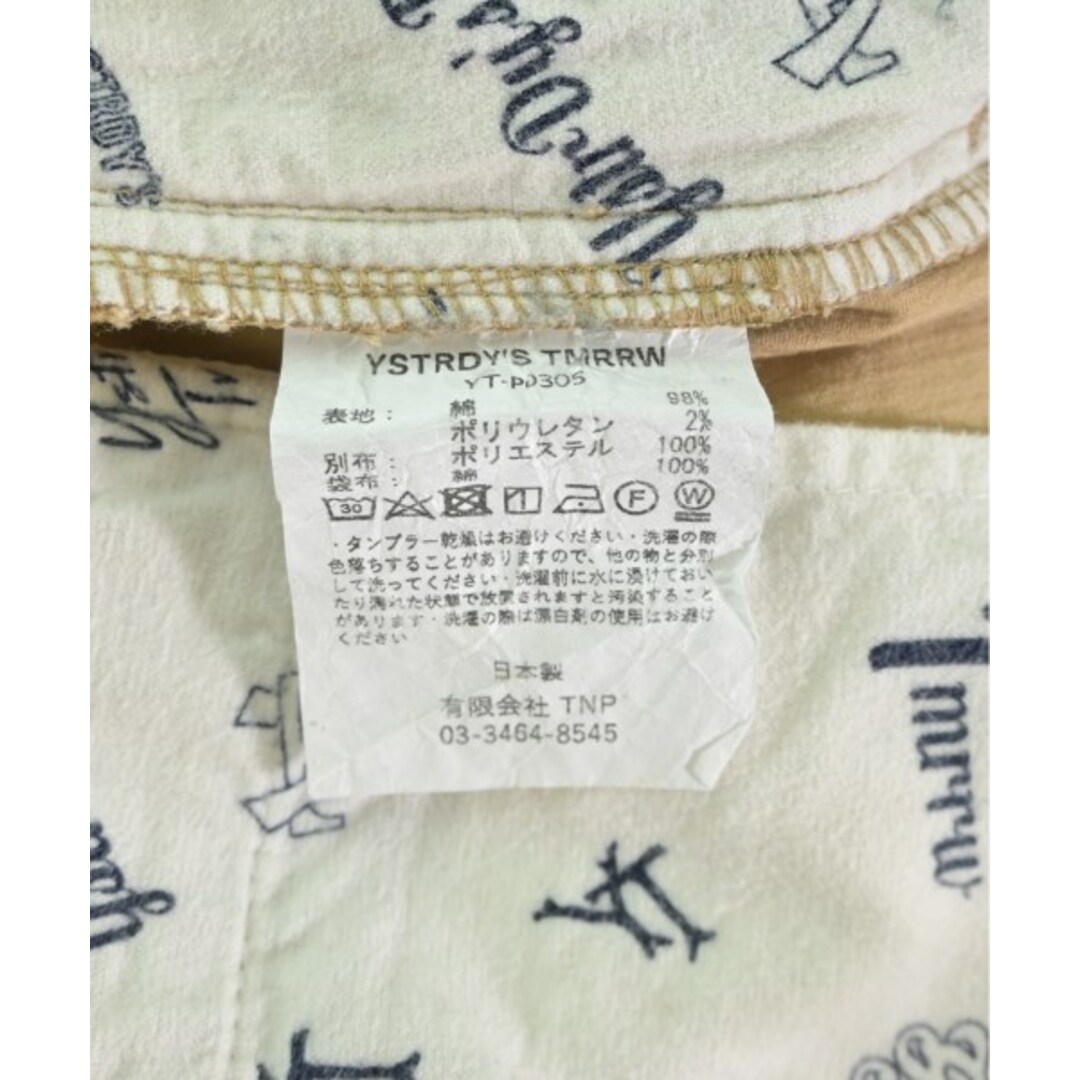 YstrDy's
TRDY'S
YSTRDY'S TMRRW
YT-P0305
表地： 綿 98%
ポリウレタン 2%
別布： ポリエステル 100%
袋布： 綿 100%
30 F W
・タンブラー乾燥はお避けください・洗濯の際
色落ちすることがありますので、他の物と分別
して洗ってください・洗濯前に水に浸けておい
たり濡れた状態で放置されますと汚染すること
があります・洗濯の際は漂白剤の使用はお避け
ください
日本製
有限会社 TNP
03-3464-8545
Tmrrw